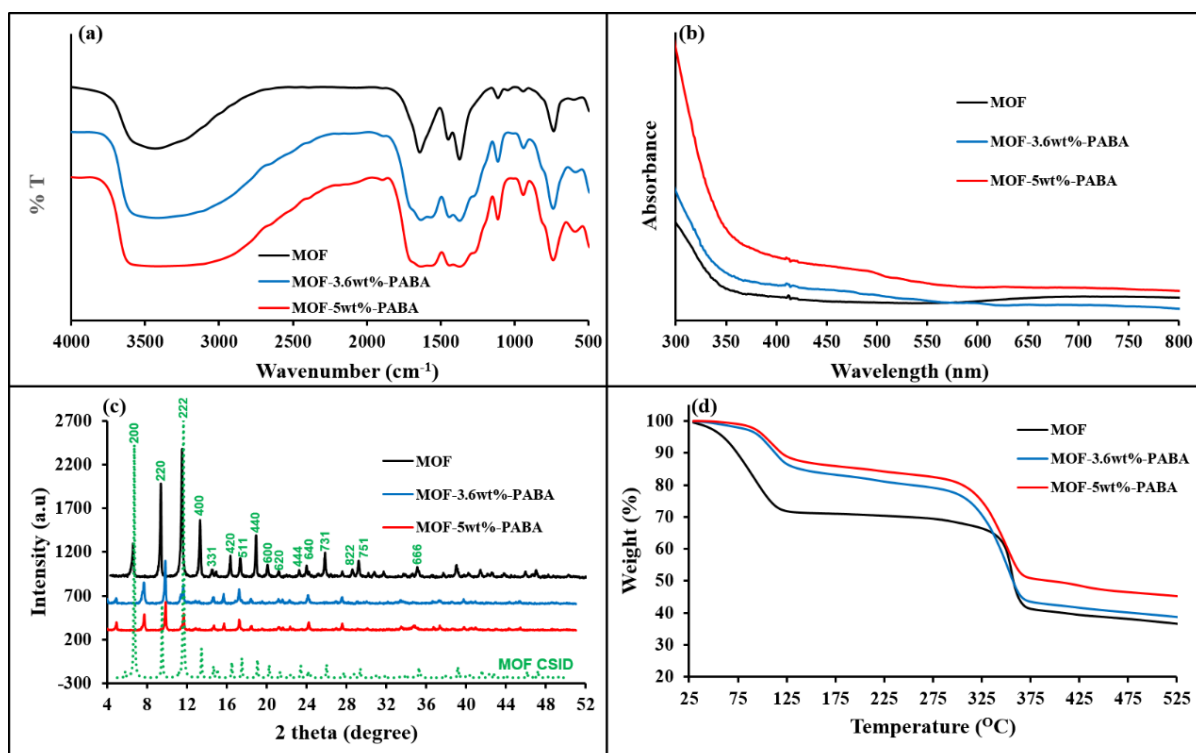 (a)
% T
MOF
MOF-3.6wt%-PABA
MOF-5wt%-PABA
4000 3500 3000 2500 2000 1500 1000 500
Wavenumber (cm-1)
(b)
Absorbance
MOF
MOF-3.6wt%-PABA
MOF-5wt%-PABA
300 350 400 450 500 550 600 650 700 750 800
Wavelength (nm)
(c)
Intensity (a.u)
2700
2200
1700
1200
700
200
-300
200
220
222
400
331
420
511
440
600
620
444
640
731
822
751
666
MOF
MOF-3.6wt%-PABA
MOF-5wt%-PABA
MOF CSID
4 8 12 16 20 24 28 32 36 40 44 48 52
2 theta (degree)
(d)
Weight (%)
100
90
80
70
60
50
40
30
20
10
MOF
MOF-3.6wt%-PABA
MOF-5wt%-PABA
25 75 125 175 225 275 325 375 425 475 525
Temperature (OC)